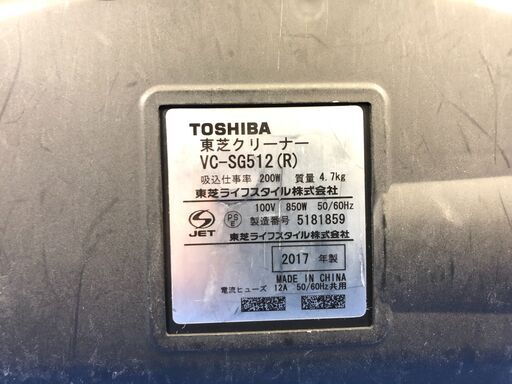 TOSHIBA
東芝クリーナー
VC-SG512(R)
吸込仕事率 200W 質量 4.7kg
東芝ライフスタイル株式会社
100V 850W 50/60Hz
JET PSE 製造番号 5181859
東芝ライフスタイル株式会社
2017 年製
MADE IN CHINA
電流ヒューズ 12A 50/60Hz共用